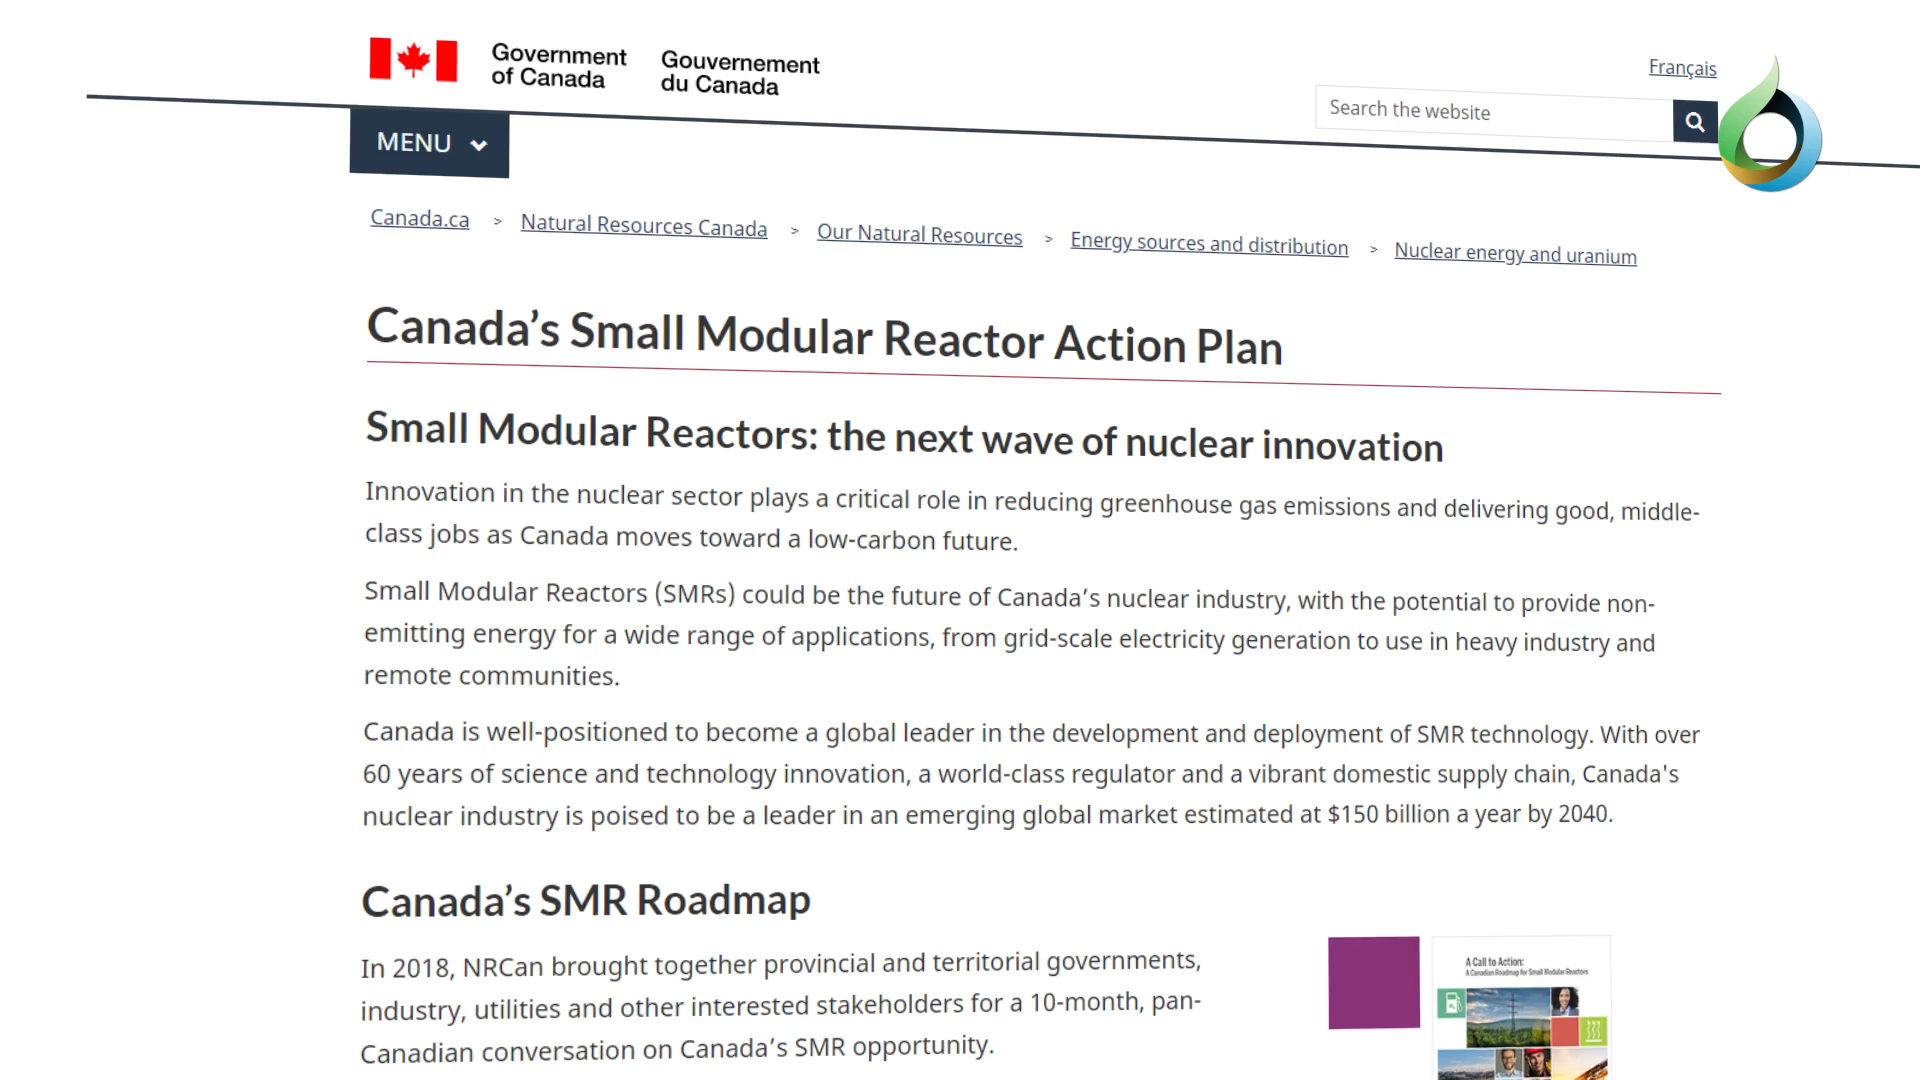 Government
of Canada
Gouvernement
du Canada
Français
Search the website
MENU
Canada.ca > Natural Resources Canada > Our Natural Resources > Energy sources and distribution > Nuclear energy and uranium
Canada’s Small Modular Reactor Action Plan
Small Modular Reactors: the next wave of nuclear innovation
Innovation in the nuclear sector plays a critical role in reducing greenhouse gas emissions and delivering good, middle-
class jobs as Canada moves toward a low-carbon future.
Small Modular Reactors (SMRs) could be the future of Canada’s nuclear industry, with the potential to provide non-
emitting energy for a wide range of applications, from grid-scale electricity generation to use in heavy industry and
remote communities.
Canada is well-positioned to become a global leader in the development and deployment of SMR technology. With over
60 years of science and technology innovation, a world-class regulator and a vibrant domestic supply chain, Canada's
nuclear industry is poised to be a leader in an emerging global market estimated at $150 billion a year by 2040.
Canada’s SMR Roadmap
In 2018, NRCan brought together provincial and territorial governments,
industry, utilities and other interested stakeholders for a 10-month, pan-
Canadian conversation on Canada’s SMR opportunity.
A Call to Action:
A Canadian Roadmap for Small Modular Reactors